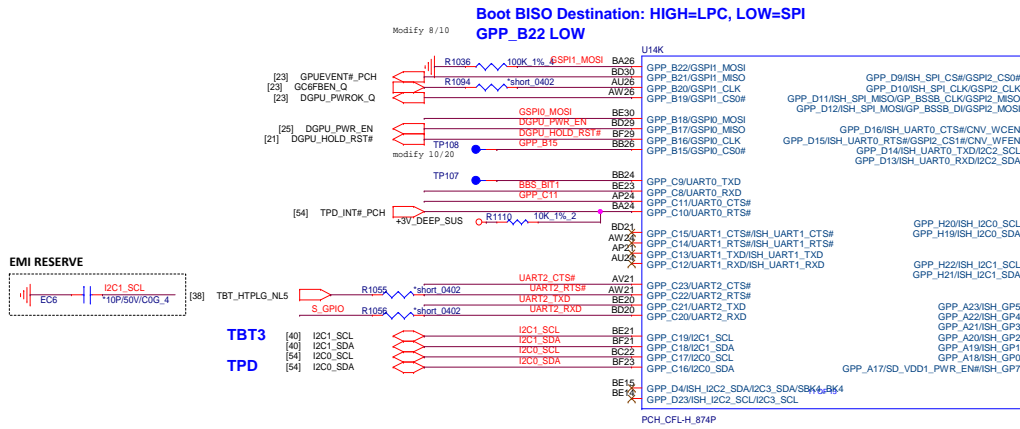 Boot BISO Destination: HIGH=LPC, LOW=SPI
Modify 8/10
GPP_B22 LOW
U14K
R1036 100K_1%_4 GSPI1_MOSI BA26 GPP_B22/GSPI1_MOSI
[23] GPUEVENT#_PCH BD30 GPP_B21/GSPI1_MISO GPP_D9/ISH_SPI_CS#/GSPI2_CS0#
[23] GC6FBEN_Q R1094 *short_0402 AU26 GPP_B20/GSPI1_CLK GPP_D10/ISH_SPI_CLK/GSPI2_CLK
[23] DGPU_PWROK_Q AW26 GPP_B19/GSPI1_CS0# GPP_D11/ISH_SPI_MISO/GP_BSSB_CLK/GSPI2_MISO
GPP_D12/ISH_SPI_MOSI/GP_BSSB_DI/GSPI2_MOSI
GSPI0_MOSI BE30 GPP_B18/GSPI0_MOSI
[25] DGPU_PWR_EN DGPU_PWR_EN BD29 GPP_B17/GSPI0_MISO GPP_D16/ISH_UART0_CTS#/CNV_WCEN
[21] DGPU_HOLD_RST# DGPU_HOLD_RST# BF29 GPP_B16/GSPI0_CLK GPP_D15/ISH_UART0_RTS#/GSPI2_CS1#/CNV_WFEN
TP108 GPP_B15 BB26 GPP_B15/GSPI0_CS0# GPP_D14/ISH_UART0_TXD/I2C2_SCL
modify 10/20 GPP_D13/ISH_UART0_RXD/I2C2_SDA
TP107 BB24 GPP_C9/UART0_TXD
BBS_BIT1 BE23 GPP_C8/UART0_RXD
GPP_C11 AP24 GPP_C11/UART0_CTS#
[54] TPD_INT#_PCH BA24 GPP_C10/UART0_RTS#
+3V_DEEP_SUS R1110 10K_1%_2 GPP_H20/ISH_I2C0_SCL
BD21 GPP_C15/UART1_CTS#/ISH_UART1_CTS# GPP_H19/ISH_I2C0_SDA
AW24 GPP_C14/UART1_RTS#/ISH_UART1_RTS#
AP21 GPP_C13/UART1_TXD/ISH_UART1_TXD
AU24 GPP_C12/UART1_RXD/ISH_UART1_RXD GPP_H22/ISH_I2C1_SCL
GPP_H21/ISH_I2C1_SDA
EMI RESERVE
UART2_CTS# AV21 GPP_C23/UART2_CTS#
I2C1_SCL
EC6 *10P/50V/C0G_4
[38] TBT_HTPLG_NL5 R1055 *short_0402 UART2_RTS# AW21 GPP_C22/UART2_RTS#
UART2_TXD BE20 GPP_C21/UART2_TXD GPP_A23/ISH_GP5
S_GPIO R1056 *short_0402 UART2_RXD BD20 GPP_C20/UART2_RXD GPP_A22/ISH_GP4
GPP_A21/ISH_GP3
TBT3 [40] I2C1_SCL I2C1_SCL BE21 GPP_C19/I2C1_SCL GPP_A20/ISH_GP2
[40] I2C1_SDA I2C1_SDA BF21 GPP_C18/I2C1_SDA GPP_A19/ISH_GP1
[54] I2C0_SCL I2C0_SCL BC22 GPP_C17/I2C0_SCL GPP_A18/ISH_GP0
TPD [54] I2C0_SDA I2C0_SDA BF23 GPP_C16/I2C0_SDA GPP_A17/SD_VDD1_PWR_EN#/ISH_GP7
BE15 GPP_D4/ISH_I2C2_SDA/I2C3_SDA/SBK4_BK4
BE14 GPP_D23/ISH_I2C2_SCL/I2C3_SCL
PCH_CFL-H_874P